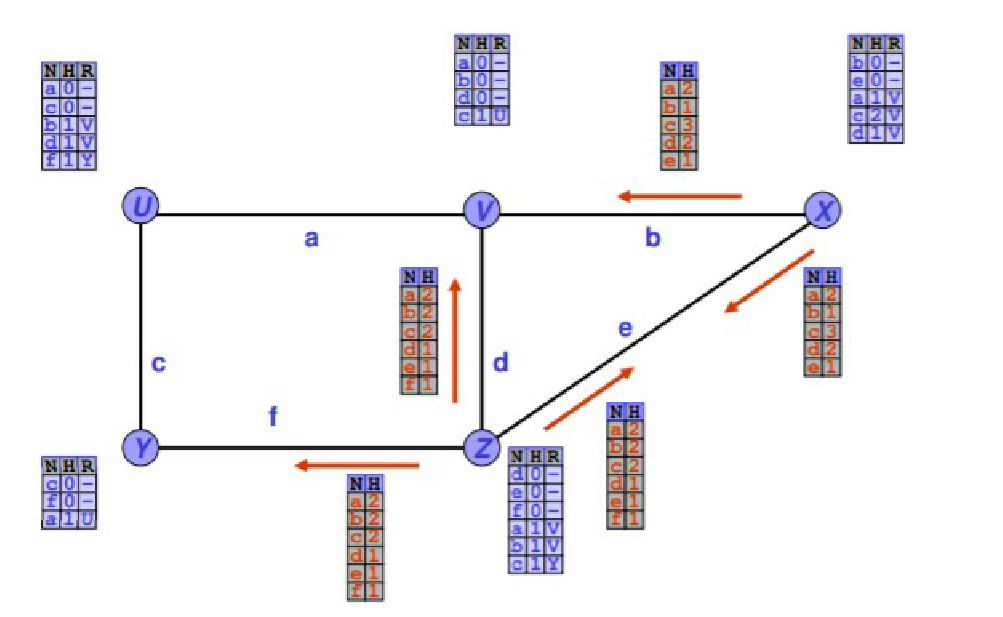 N H R
a 0 -
c 0 -
b 1 V
d 1 V
f 1 Y
N H R
a 0 -
b 0 -
d 0 -
c 1 U
N H
a 2
b 1
c 3
d 2
e 1
N H R
b 0 -
e 0 -
a 1 V
c 2 V
d 1 V
U
V
X
a
b
N H
a 2
b 2
c 2
d 1
e 1
f 1
N H
a 2
b 1
c 3
d 2
e 1
e
c
d
f
Y
Z
N H R
c 0 -
f 0 -
a 1 U
N H
a 2
b 2
c 2
d 1
e 1
f 1
N H R
d 0 -
e 0 -
f 0 -
a 1 V
b 1 V
c 1 Y
N H
a 2
b 2
c 2
d 1
e 1
f 1